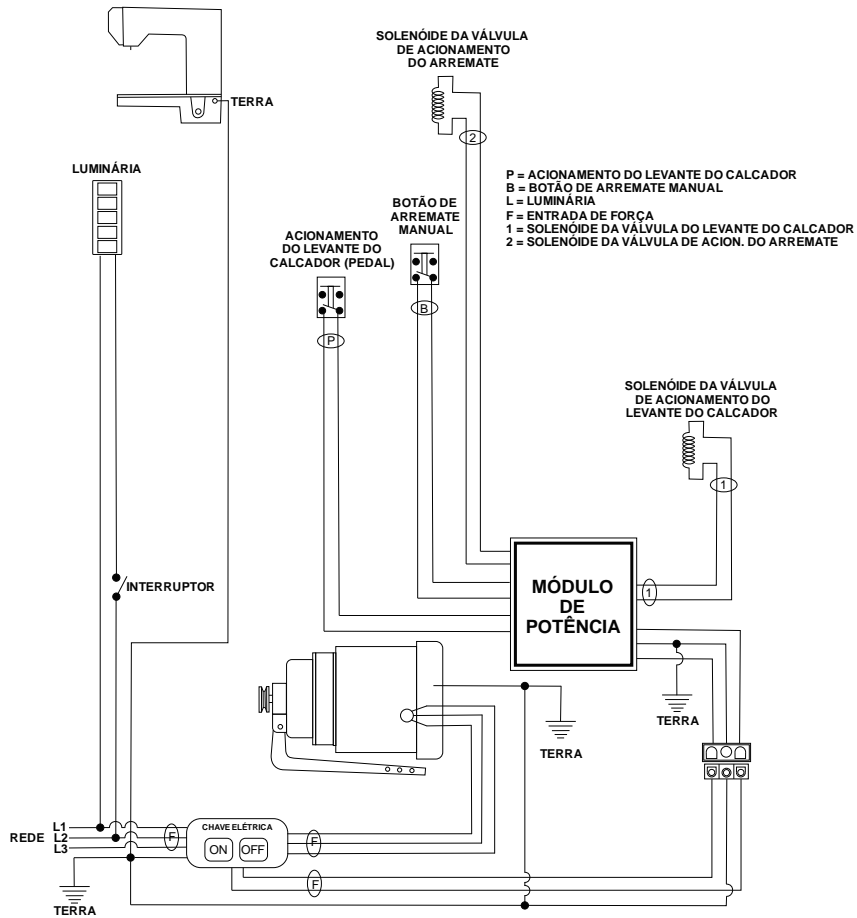 SOLENÓIDE DA VÁLVULA
DE ACIONAMENTO
DO ARREMATE
TERRA
2
LUMINÁRIA
P = ACIONAMENTO DO LEVANTE DO CALCADOR
B = BOTÃO DE ARREMATE MANUAL
L = LUMINÁRIA
F = ENTRADA DE FORÇA
1 = SOLENÓIDE DA VÁLVULA DO LEVANTE DO CALCADOR
2 = SOLENÓIDE DA VÁLVULA DE ACION. DO ARREMATE
BOTÃO DE
ARREMATE
MANUAL
ACIONAMENTO
DO LEVANTE DO
CALCADOR (PEDAL)
B
P
SOLENÓIDE DA VÁLVULA
DE ACIONAMENTO DO
LEVANTE DO CALCADOR
1
INTERRUPTOR
MÓDULO
DE
POTÊNCIA
1
TERRA
TERRA
REDE
L1
L2
L3
F
CHAVE ELÉTRICA
ON OFF
F
F
TERRA